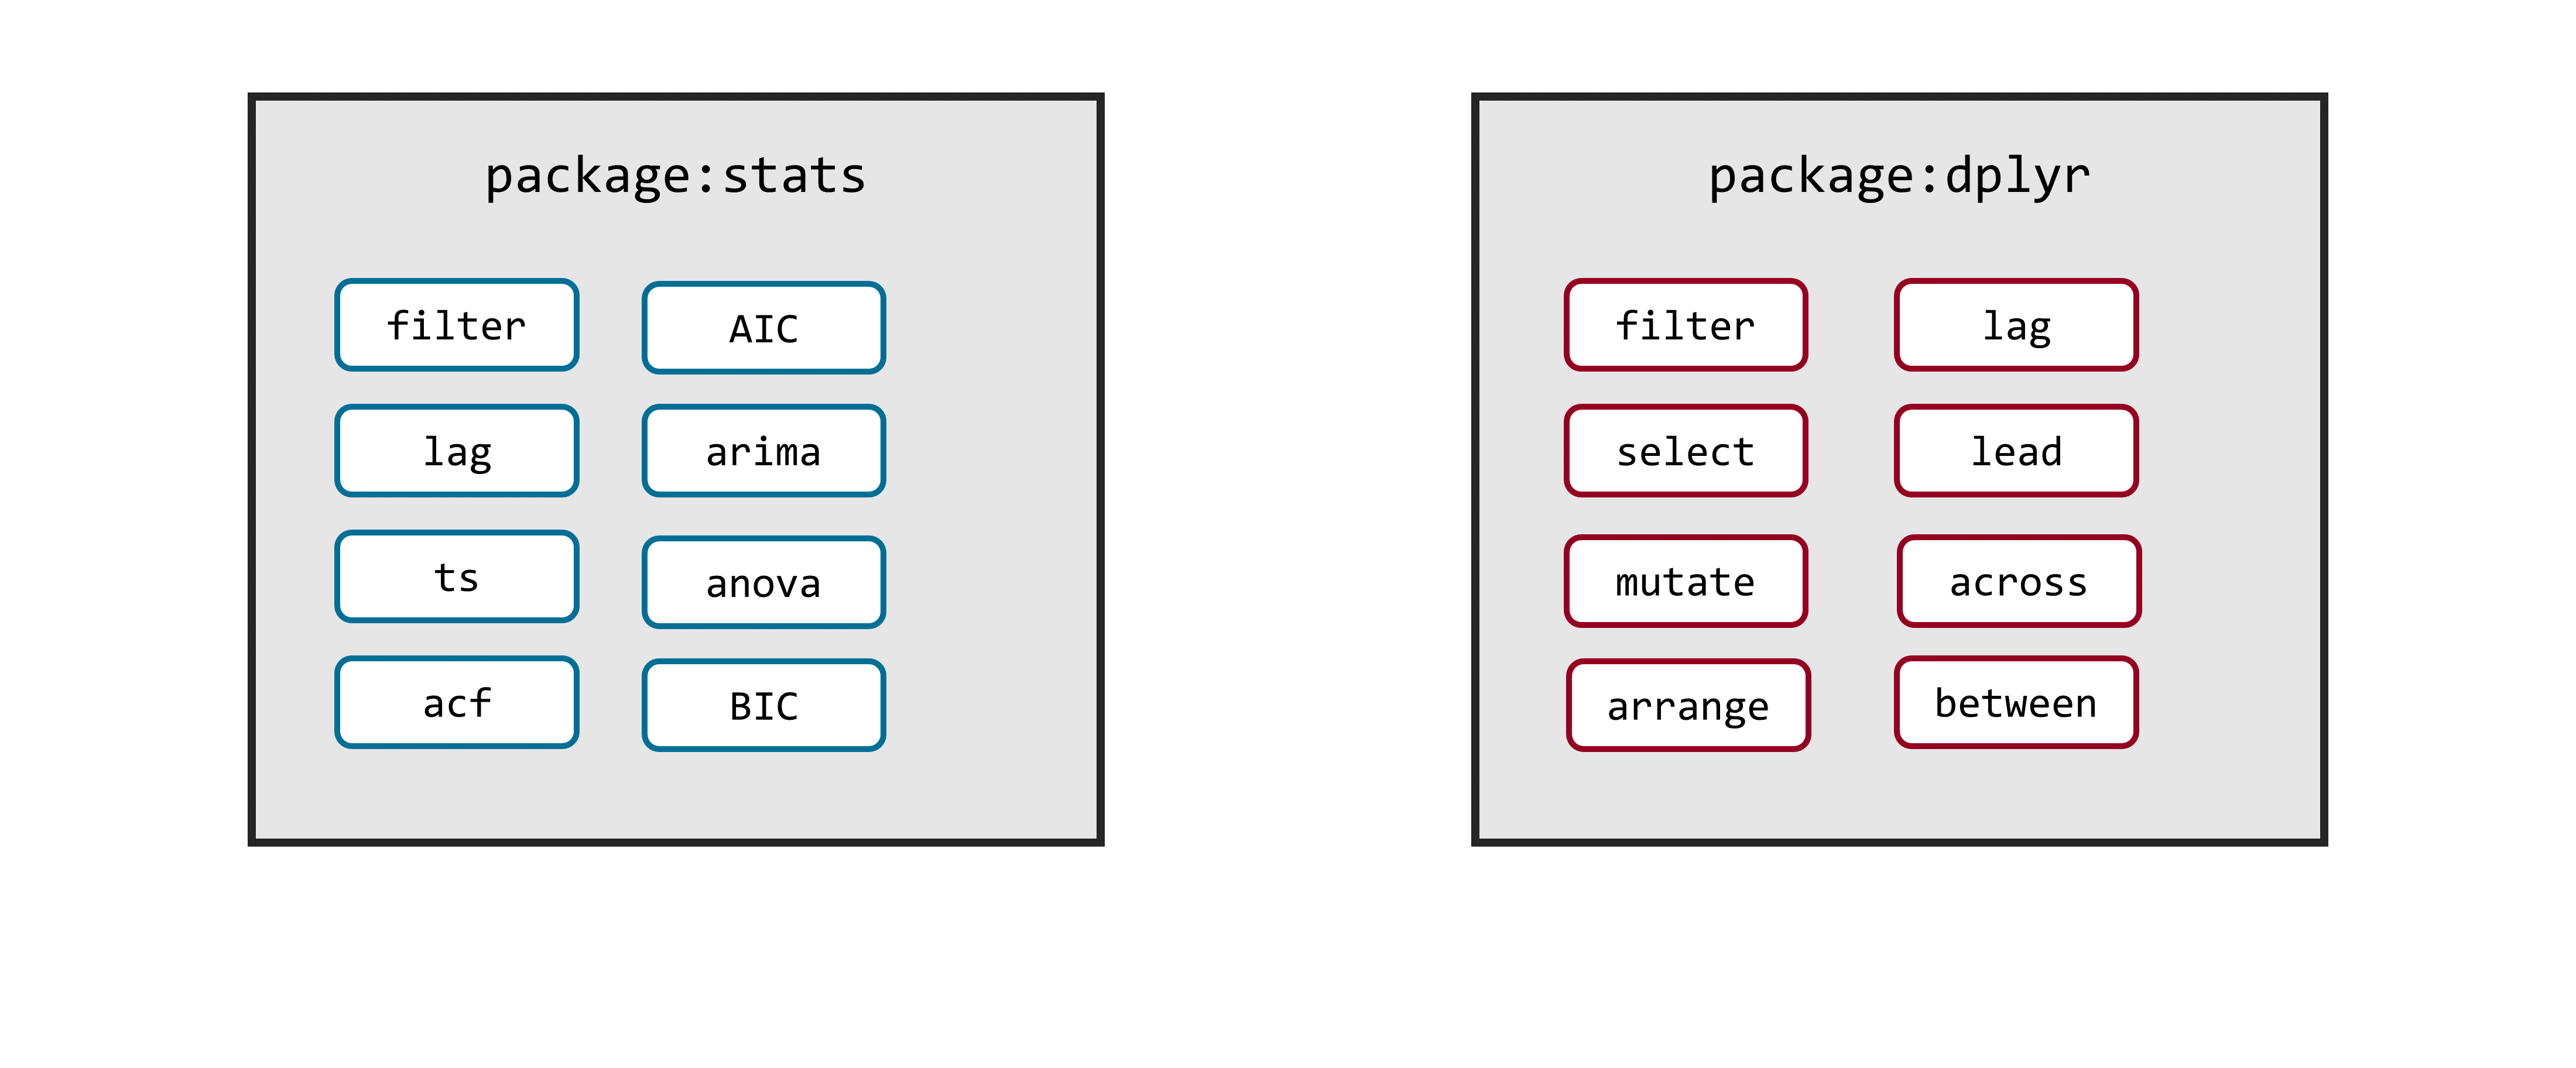 package:stats
filter
AIC
lag
arima
ts
anova
acf
BIC
package:dplyr
filter
lag
select
lead
mutate
across
arrange
between